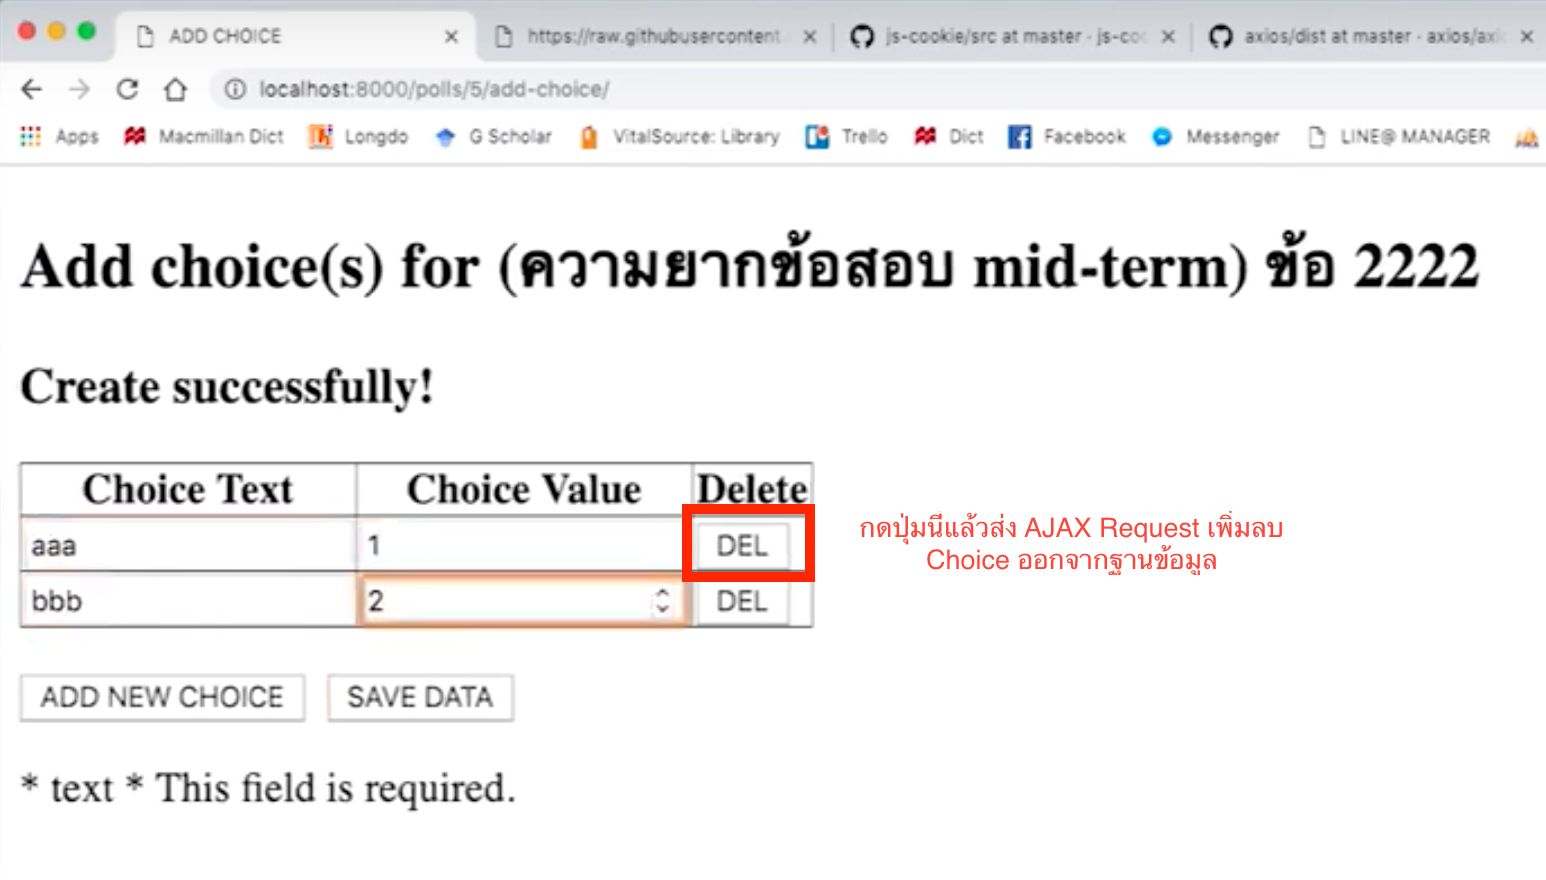 ADD CHOICE
https://raw.githubusercontent
js-cookie/src at master · js-coo
axios/dist at master · axios/axi
localhost:8000/polls/5/add-choice/
Apps
Macmillan Dict
Longdo
G Scholar
VitalSource: Library
Trello
Dict
Facebook
Messenger
LINE@ MANAGER
Add choice(s) for (ความยากข้อสอบ mid-term) ข้อ 2222
Create successfully!
Choice Text Choice Value Delete
aaa 1 DEL
bbb 2 DEL
กดปุ่มนี้แล้วส่ง AJAX Request เพิ่มลบ
Choice ออกจากฐานข้อมูล
ADD NEW CHOICE SAVE DATA
* text * This field is required.